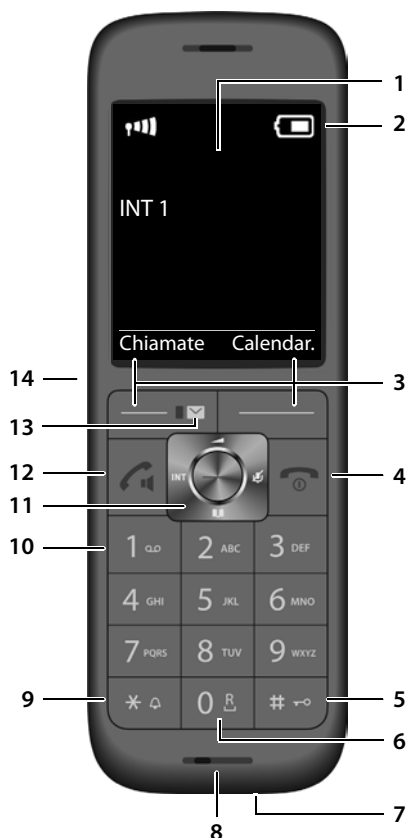 1
2
INT 1
Chiamate Calendar.
14
3
13
12
INT
4
11
10
1 2 ABC 3 DEF
4 GHI 5 JKL 6 MNO
7 PQRS 8 TUV 9 WXYZ
9 * 0 R # 5
6
7
8